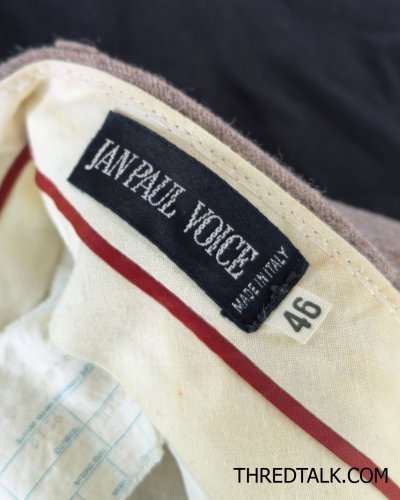 JAN PAUL VOICE
MADE IN ITALY
46
THREDTALK.COM